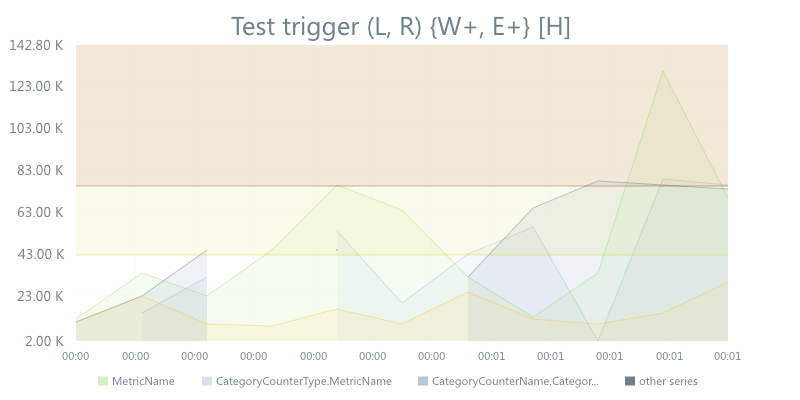 Test trigger (L, R) {W+, E+} [H]
142.80 K
123.00 K
103.00 K
83.00 K
63.00 K
43.00 K
23.00 K
2.00 K
00:00 00:00 00:00 00:00 00:00 00:00 00:00 00:01 00:01 00:01 00:01 00:01
MetricName CategoryCounterType.MetricName CategoryCounterName.Categor... other series